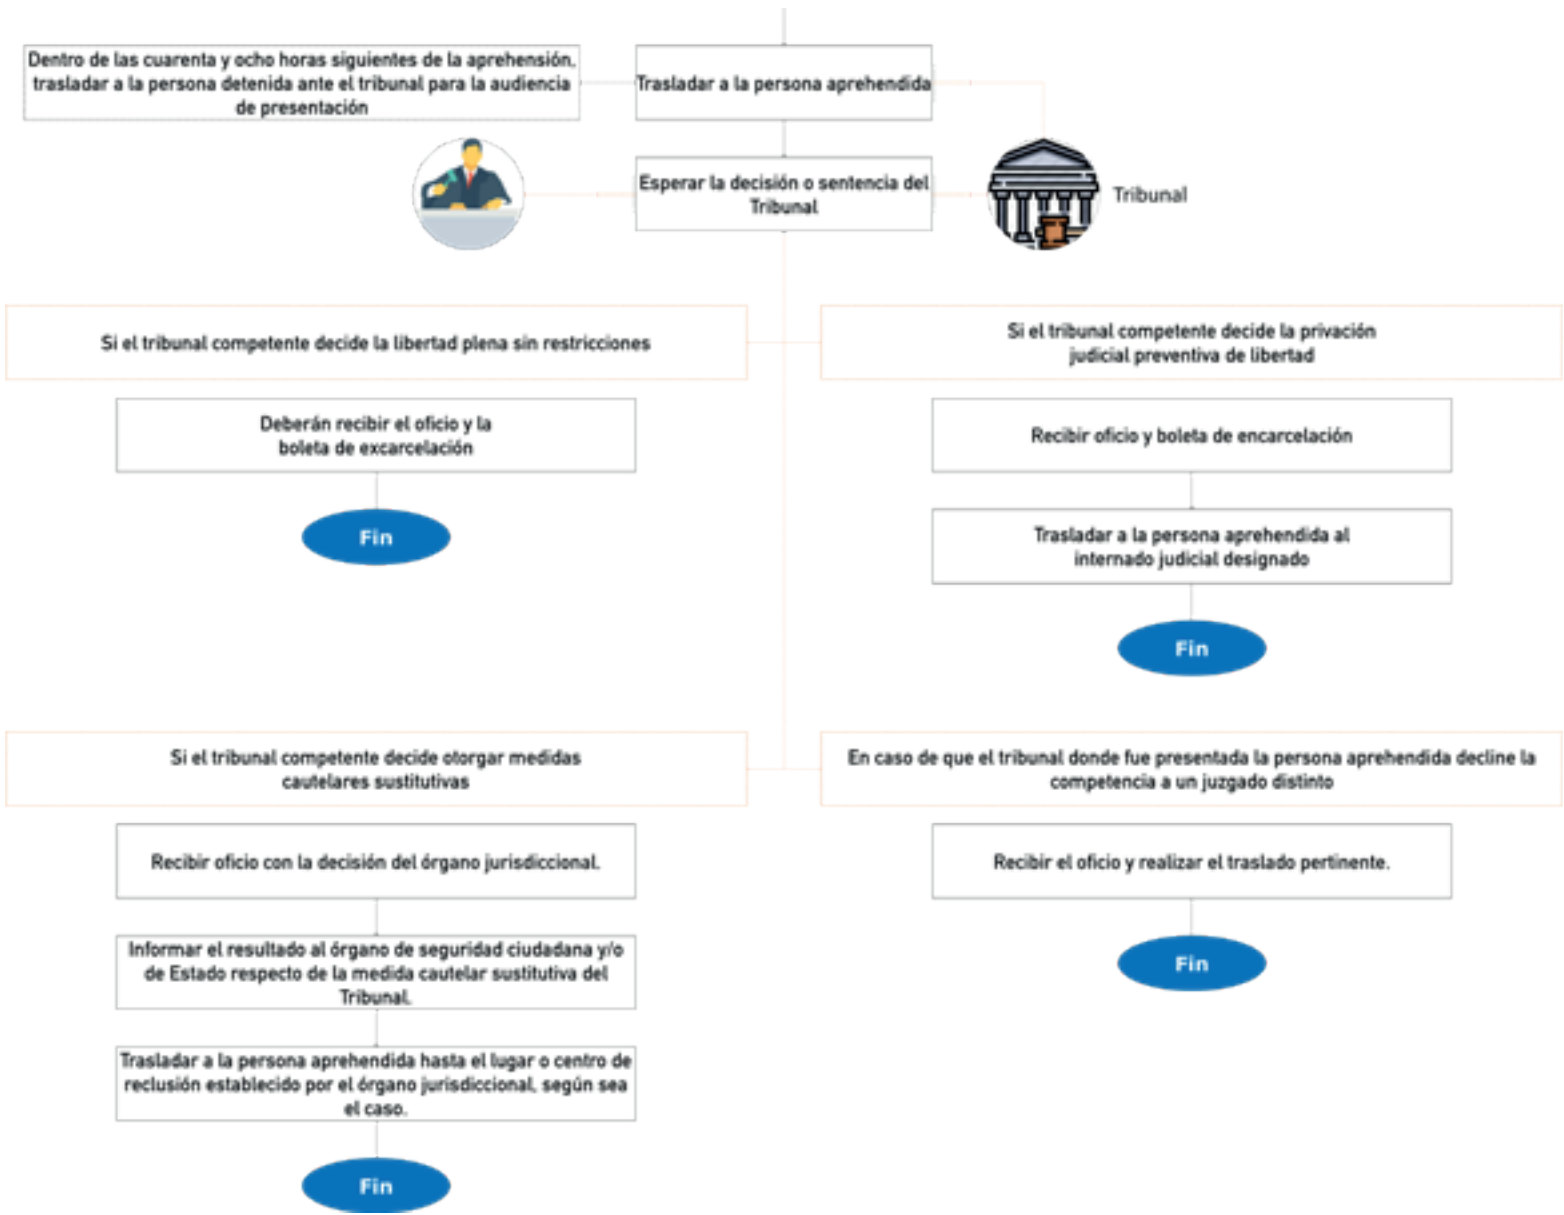 Dentro de las cuarenta y ocho horas siguientes de la aprehensión,
trasladar a la persona detenida ante el tribunal para la audiencia
de presentación
Trasladar a la persona aprehendida
Esperar la decisión o sentencia del
Tribunal
Tribunal
Si el tribunal competente decide la libertad plena sin restricciones
Deberán recibir el oficio y la
boleta de excarcelación
Fin
Si el tribunal competente decide la privación
judicial preventiva de libertad
Recibir oficio y boleta de encarcelación
Trasladar a la persona aprehendida al
internado judicial designado
Fin
Si el tribunal competente decide otorgar medidas
cautelares sustitutivas
Recibir oficio con la decisión del órgano jurisdiccional.
Informar el resultado al órgano de seguridad ciudadana y/o
de Estado respecto de la medida cautelar sustitutiva del
Tribunal.
Trasladar a la persona aprehendida hasta el lugar o centro de
reclusión establecido por el órgano jurisdiccional, según sea
el caso.
Fin
En caso de que el tribunal donde fue presentada la persona aprehendida decline la
competencia a un juzgado distinto
Recibir el oficio y realizar el traslado pertinente.
Fin